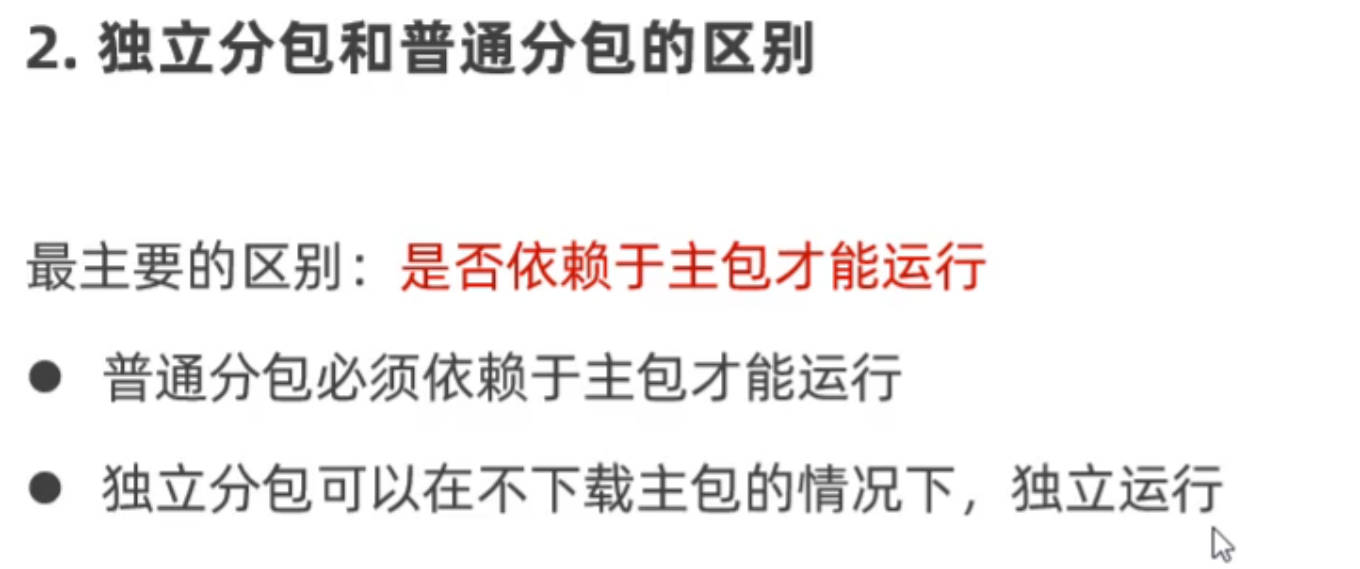 2. 独立分包和普通分包的区别
最主要的区别：是否依赖于主包才能运行
● 普通分包必须依赖于主包才能运行
● 独立分包可以在不下载主包的情况下，独立运行